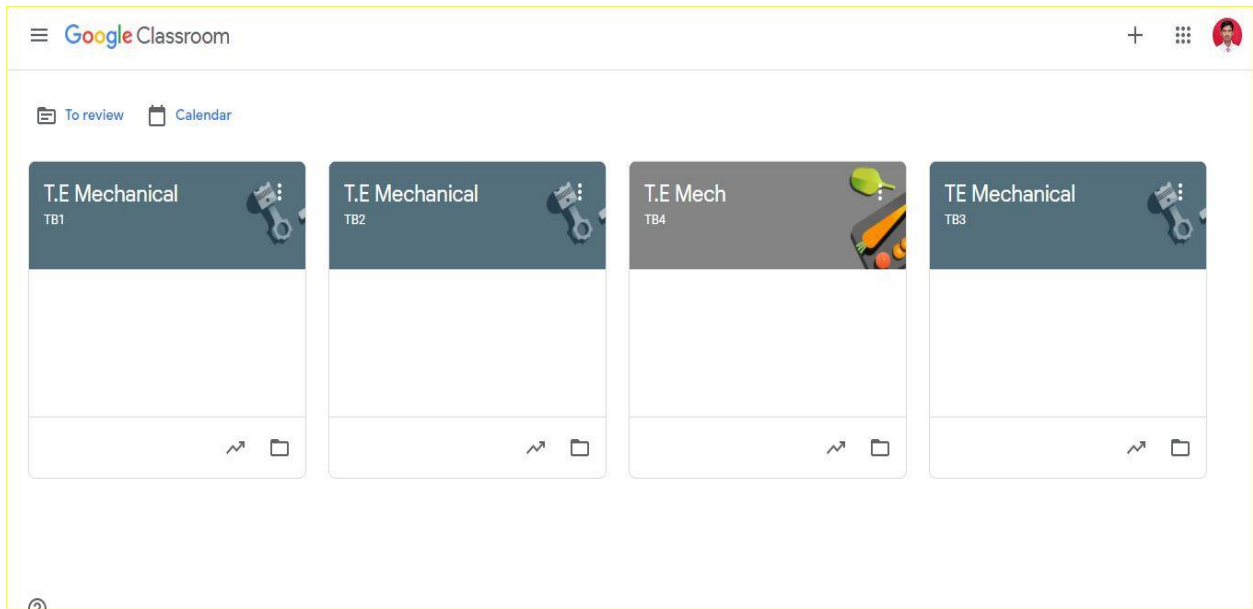 Google Classroom
To review Calendar
T.E Mechanical
TB1
T.E Mechanical
TB2
T.E Mech
TB4
TE Mechanical
TB3